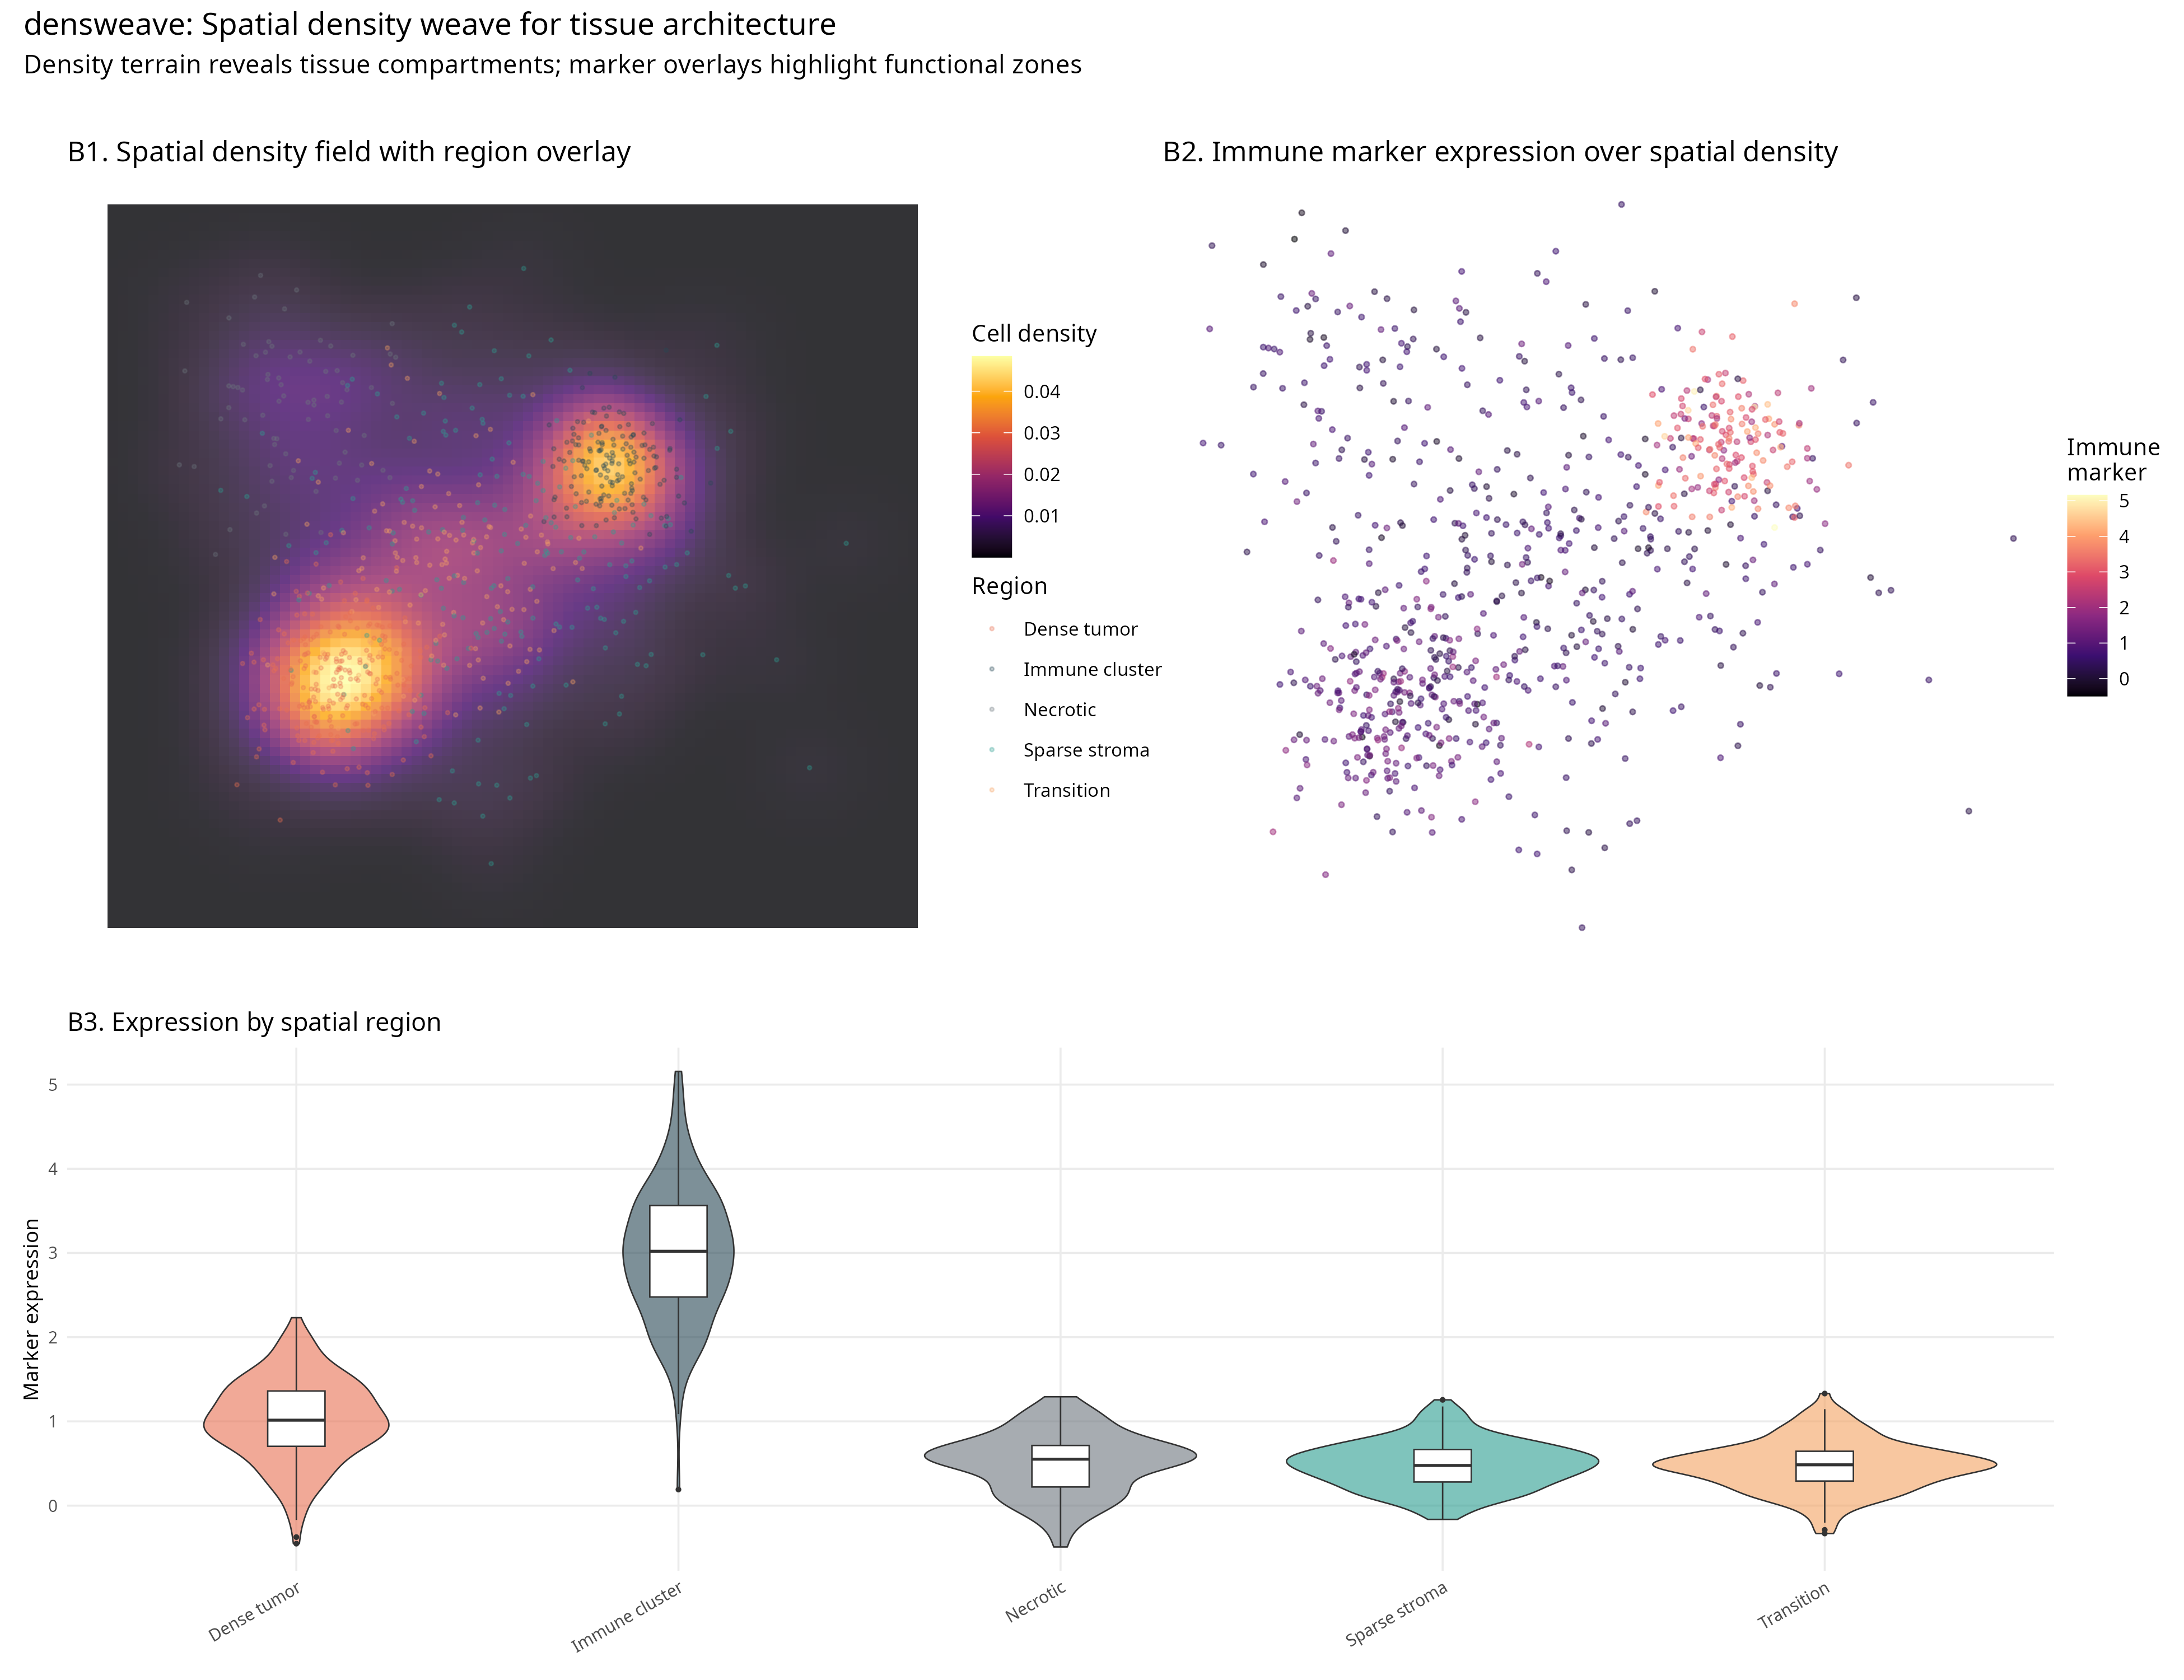 densweave: Spatial density weave for tissue architecture
Density terrain reveals tissue compartments; marker overlays highlight functional zones
B1. Spatial density field with region overlay
Cell density
0.04
0.03
0.02
0.01
Region
Dense tumor
Immune cluster
Necrotic
Sparse stroma
Transition
B2. Immune marker expression over spatial density
Immune
marker
5
4
3
2
1
0
B3. Expression by spatial region
Marker expression
5
4
3
2
1
0
Dense tumor
Immune cluster
Necrotic
Sparse stroma
Transition